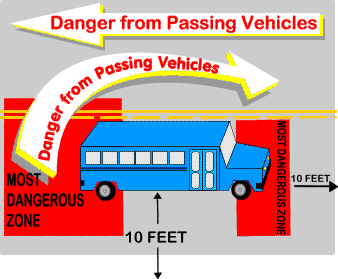 Danger from Passing Vehicles
Danger from Passing Vehicles
MOST
DANGEROUS
ZONE
MOST DANGEROUS ZONE
10 FEET
10 FEET